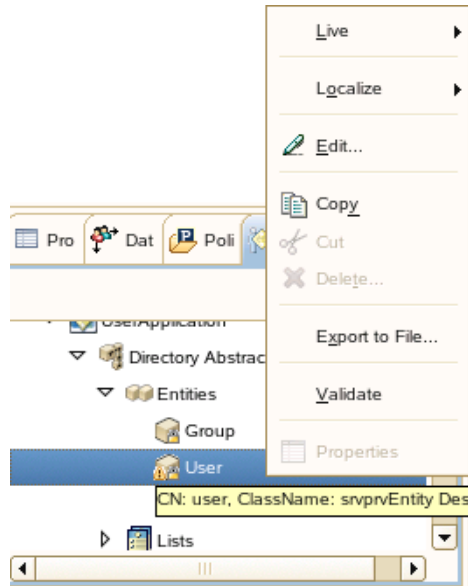 Live
Localize
Edit...
Copy
Cut
Delete...
Export to File...
Validate
Properties
Pro Dat Poli
UserApplication
Directory Abstrac
Entities
Group
User
CN: user, ClassName: srvprvEntity Des
Lists